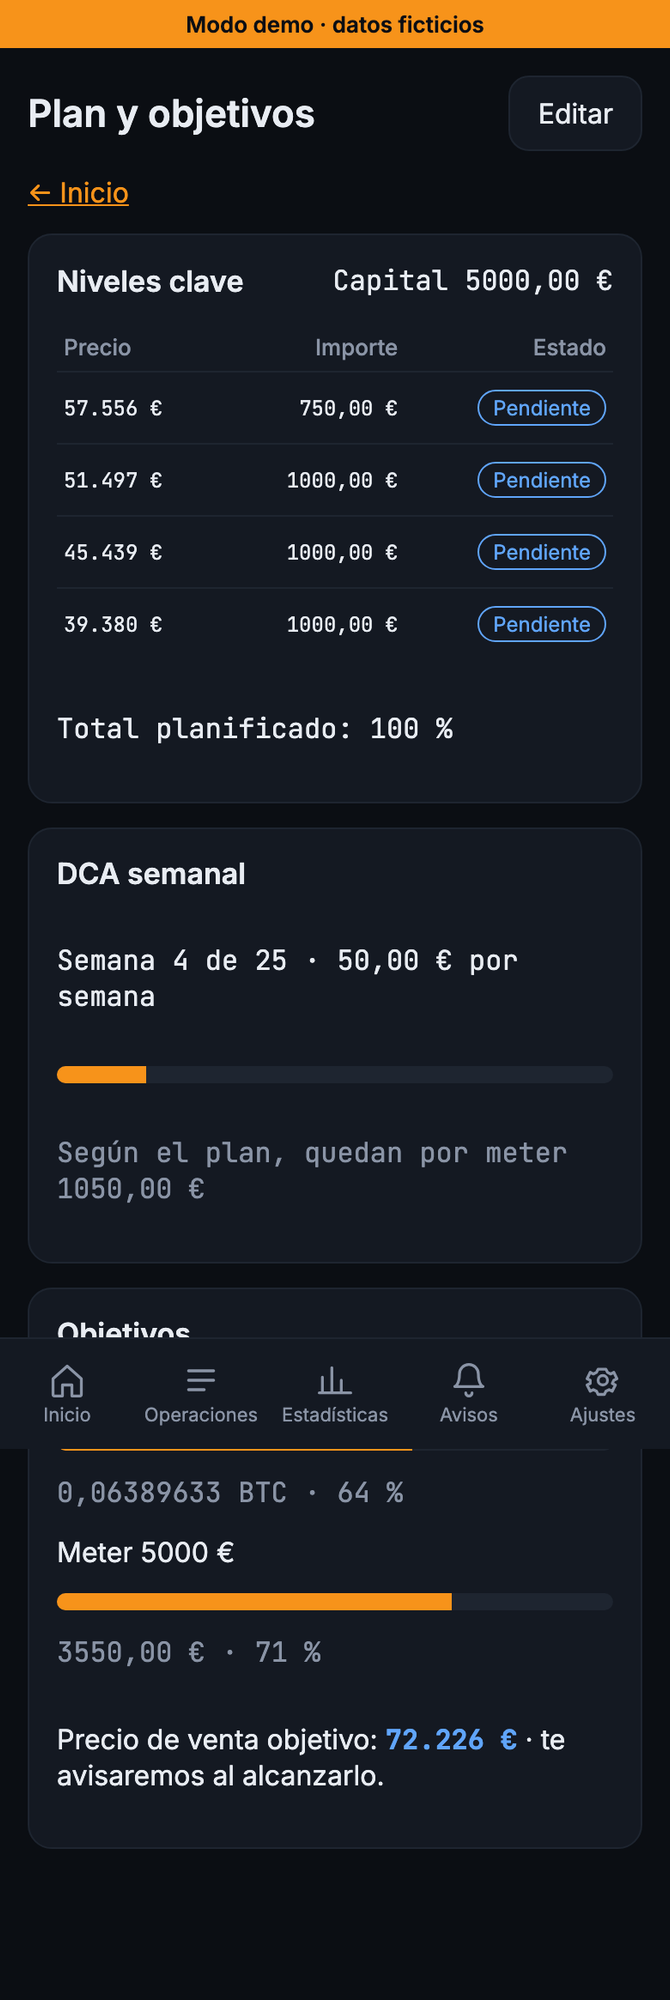 Modo demo · datos ficticios
Plan y objetivos
Editar
← Inicio
Niveles clave
Capital 5000,00 €
Precio Importe Estado
57.556 € 750,00 € Pendiente
51.497 € 1000,00 € Pendiente
45.439 € 1000,00 € Pendiente
39.380 € 1000,00 € Pendiente
Total planificado: 100 %
DCA semanal
Semana 4 de 25 · 50,00 € por
semana
Según el plan, quedan por meter
1050,00 €
Objetivos
Inicio Operaciones Estadísticas Avisos Ajustes
0,06389633 BTC · 64 %
Meter 5000 €
3550,00 € · 71 %
Precio de venta objetivo: 72.226 € · te
avisaremos al alcanzarlo.